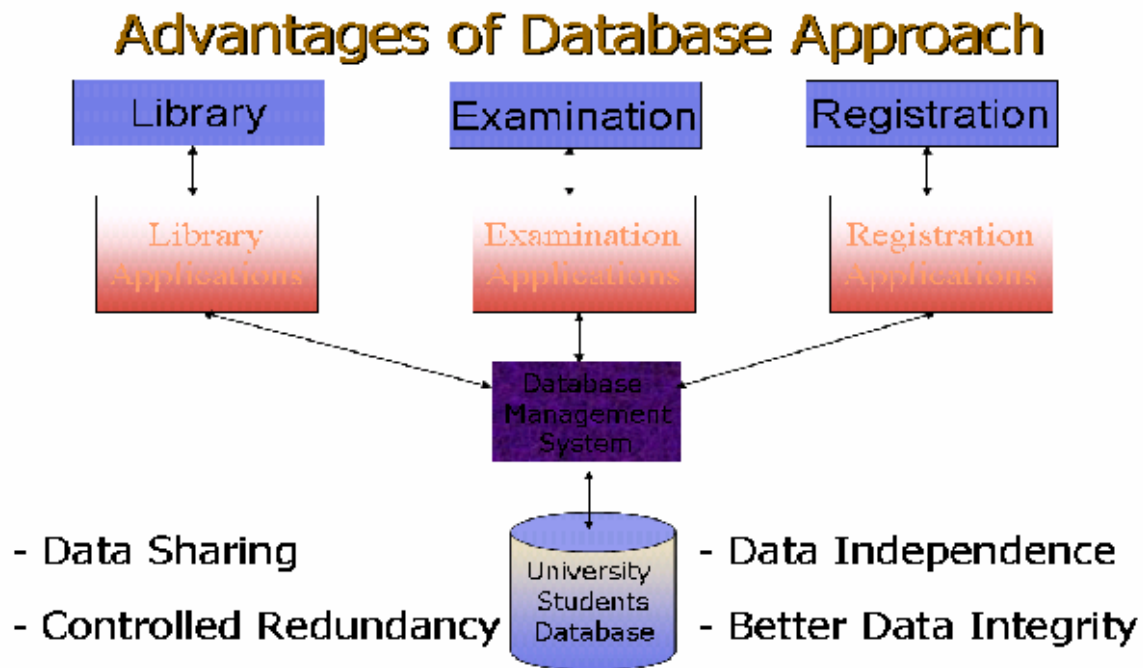 Advantages of Database Approach
Library
Examination
Registration
Library
Applications
Examination
Applications
Registration
Applications
Database
Management
System
University
Students
Database
- Data Sharing
- Controlled Redundancy
- Data Independence
- Better Data Integrity